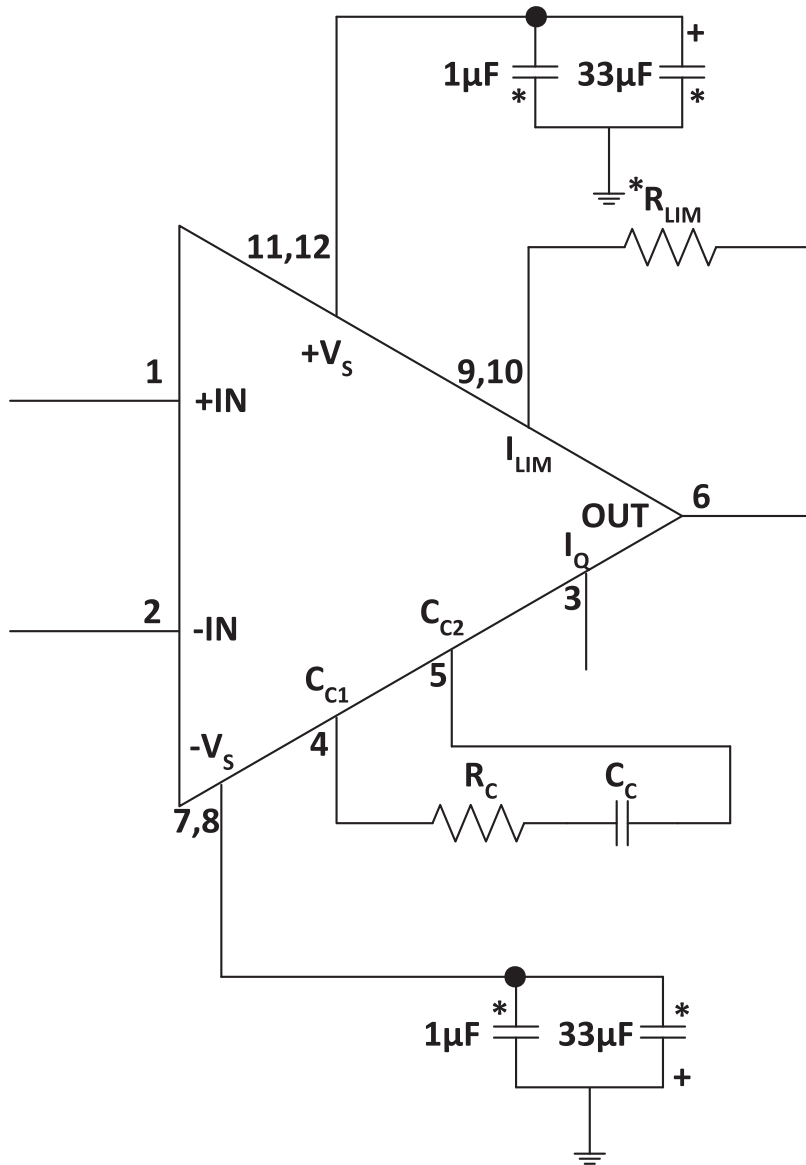 +
1µF
33µF
*
*
*R_LIM
11,12
+V_S
9,10
1
+IN
I_LIM
6
OUT
I_Q
3
2
-IN
C_C2
5
C_C1
4
-V_S
7,8
R_C
C_C
*
*
1µF
33µF
+